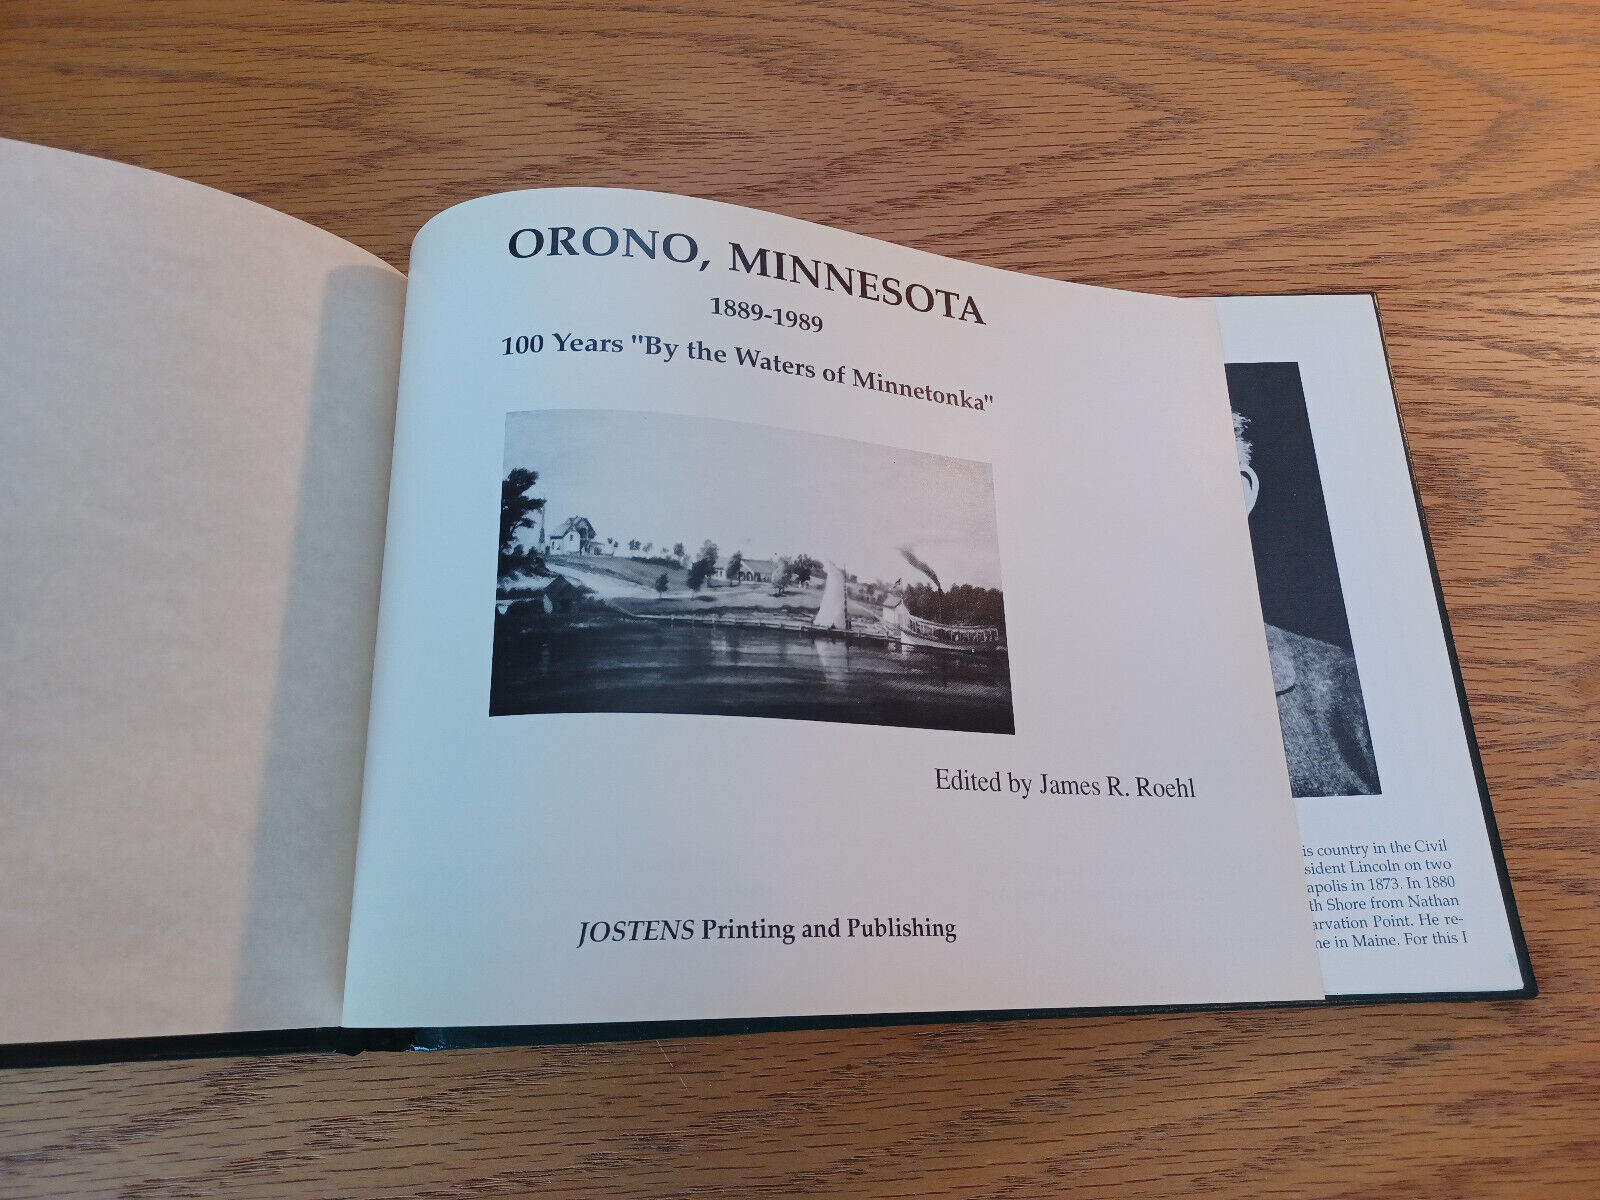 ORONO, MINNESOTA
1889-1989
100 Years "By the Waters of Minnetonka"
Edited by James R. Roehl
JOSTENS Printing and Publishing
is country in the Civil
sident Lincoln on two
apolis in 1873. In 1880
th Shore from Nathan
arvation Point. He re-
ne in Maine. For this I